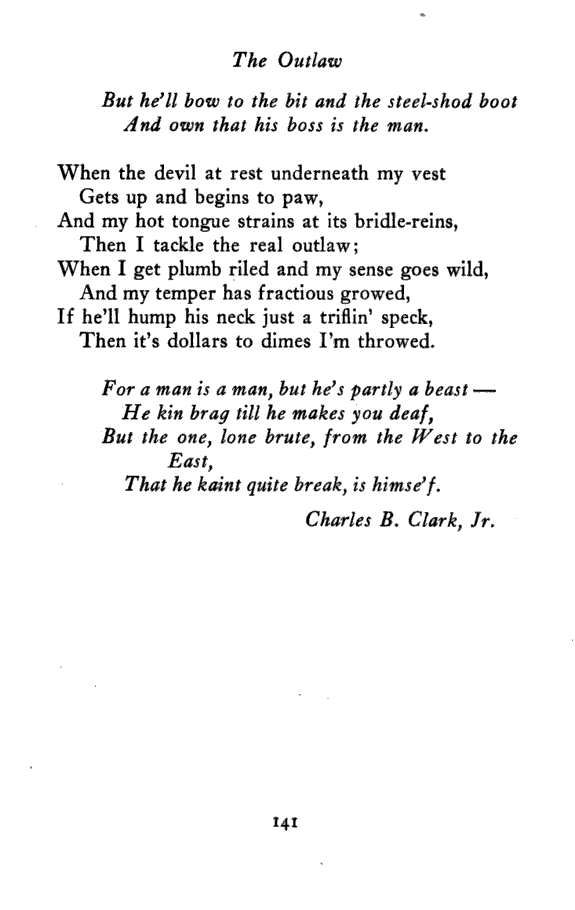 The Outlaw
But he'll bow to the bit and the steel-shod boot
And own that his boss is the man.
When the devil at rest underneath my vest
Gets up and begins to paw,
And my hot tongue strains at its bridle-reins,
Then I tackle the real outlaw;
When I get plumb riled and my sense goes wild,
And my temper has fractious growed,
If he'll hump his neck just a triflin' speck,
Then it's dollars to dimes I'm throwed.
For a man is a man, but he's partly a beast —
He kin brag till he makes you deaf,
But the one, lone brute, from the West to the
East,
That he kaint quite break, is himse'f.
Charles B. Clark, Jr.
141